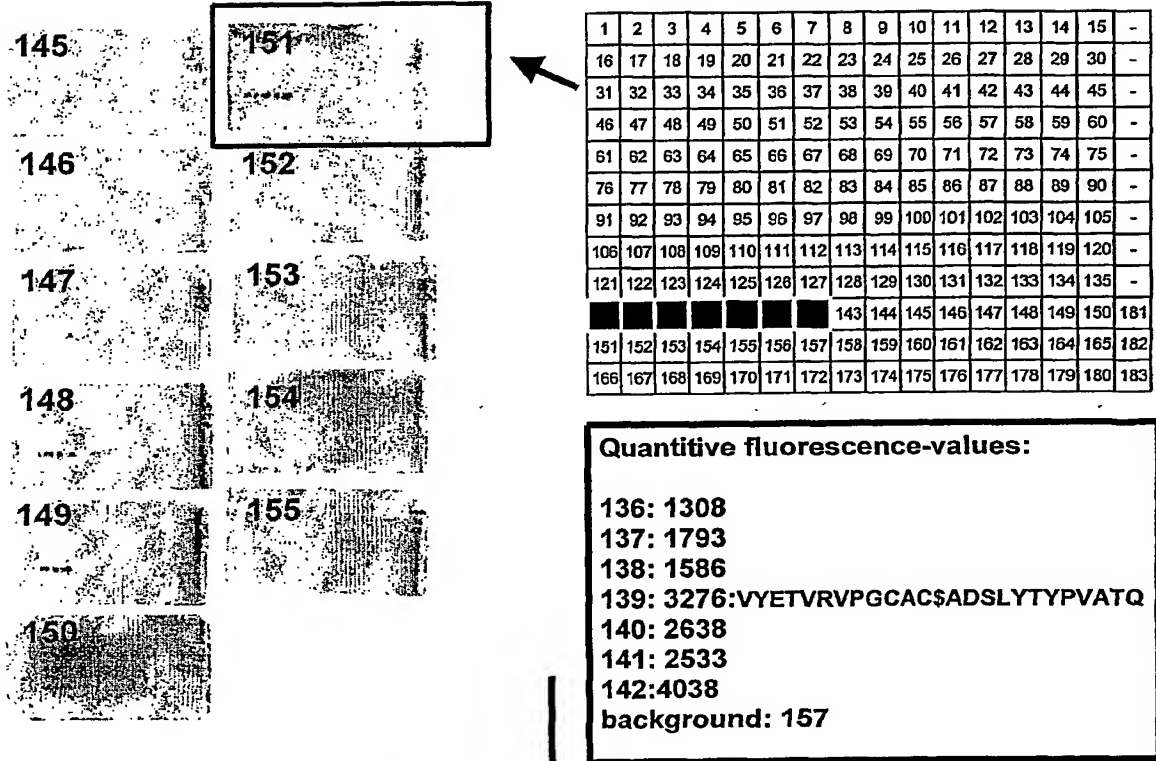 145 151
146 152
147 153
148 154
149 155
150
1 2 3 4 5 6 7 8 9 10 11 12 13 14 15 -
16 17 18 19 20 21 22 23 24 25 26 27 28 29 30 -
31 32 33 34 35 36 37 38 39 40 41 42 43 44 45 -
46 47 48 49 50 51 52 53 54 55 56 57 58 59 60 -
61 62 63 64 65 66 67 68 69 70 71 72 73 74 75 -
76 77 78 79 80 81 82 83 84 85 86 87 88 89 90 -
91 92 93 94 95 96 97 98 99 100 101 102 103 104 105 -
106 107 108 109 110 111 112 113 114 115 116 117 118 119 120 -
121 122 123 124 125 126 127 128 129 130 131 132 133 134 135 -
143 144 145 146 147 148 149 150 181
151 152 153 154 155 156 157 158 159 160 161 162 163 164 165 182
166 167 168 169 170 171 172 173 174 175 176 177 178 179 180 183
Quantitive fluorescence-values:
136: 1308
137: 1793
138: 1586
139: 3276:VYETVRVPGCAC$ADSLYTYPVATQ
140: 2638
141: 2533
142:4038
background: 157